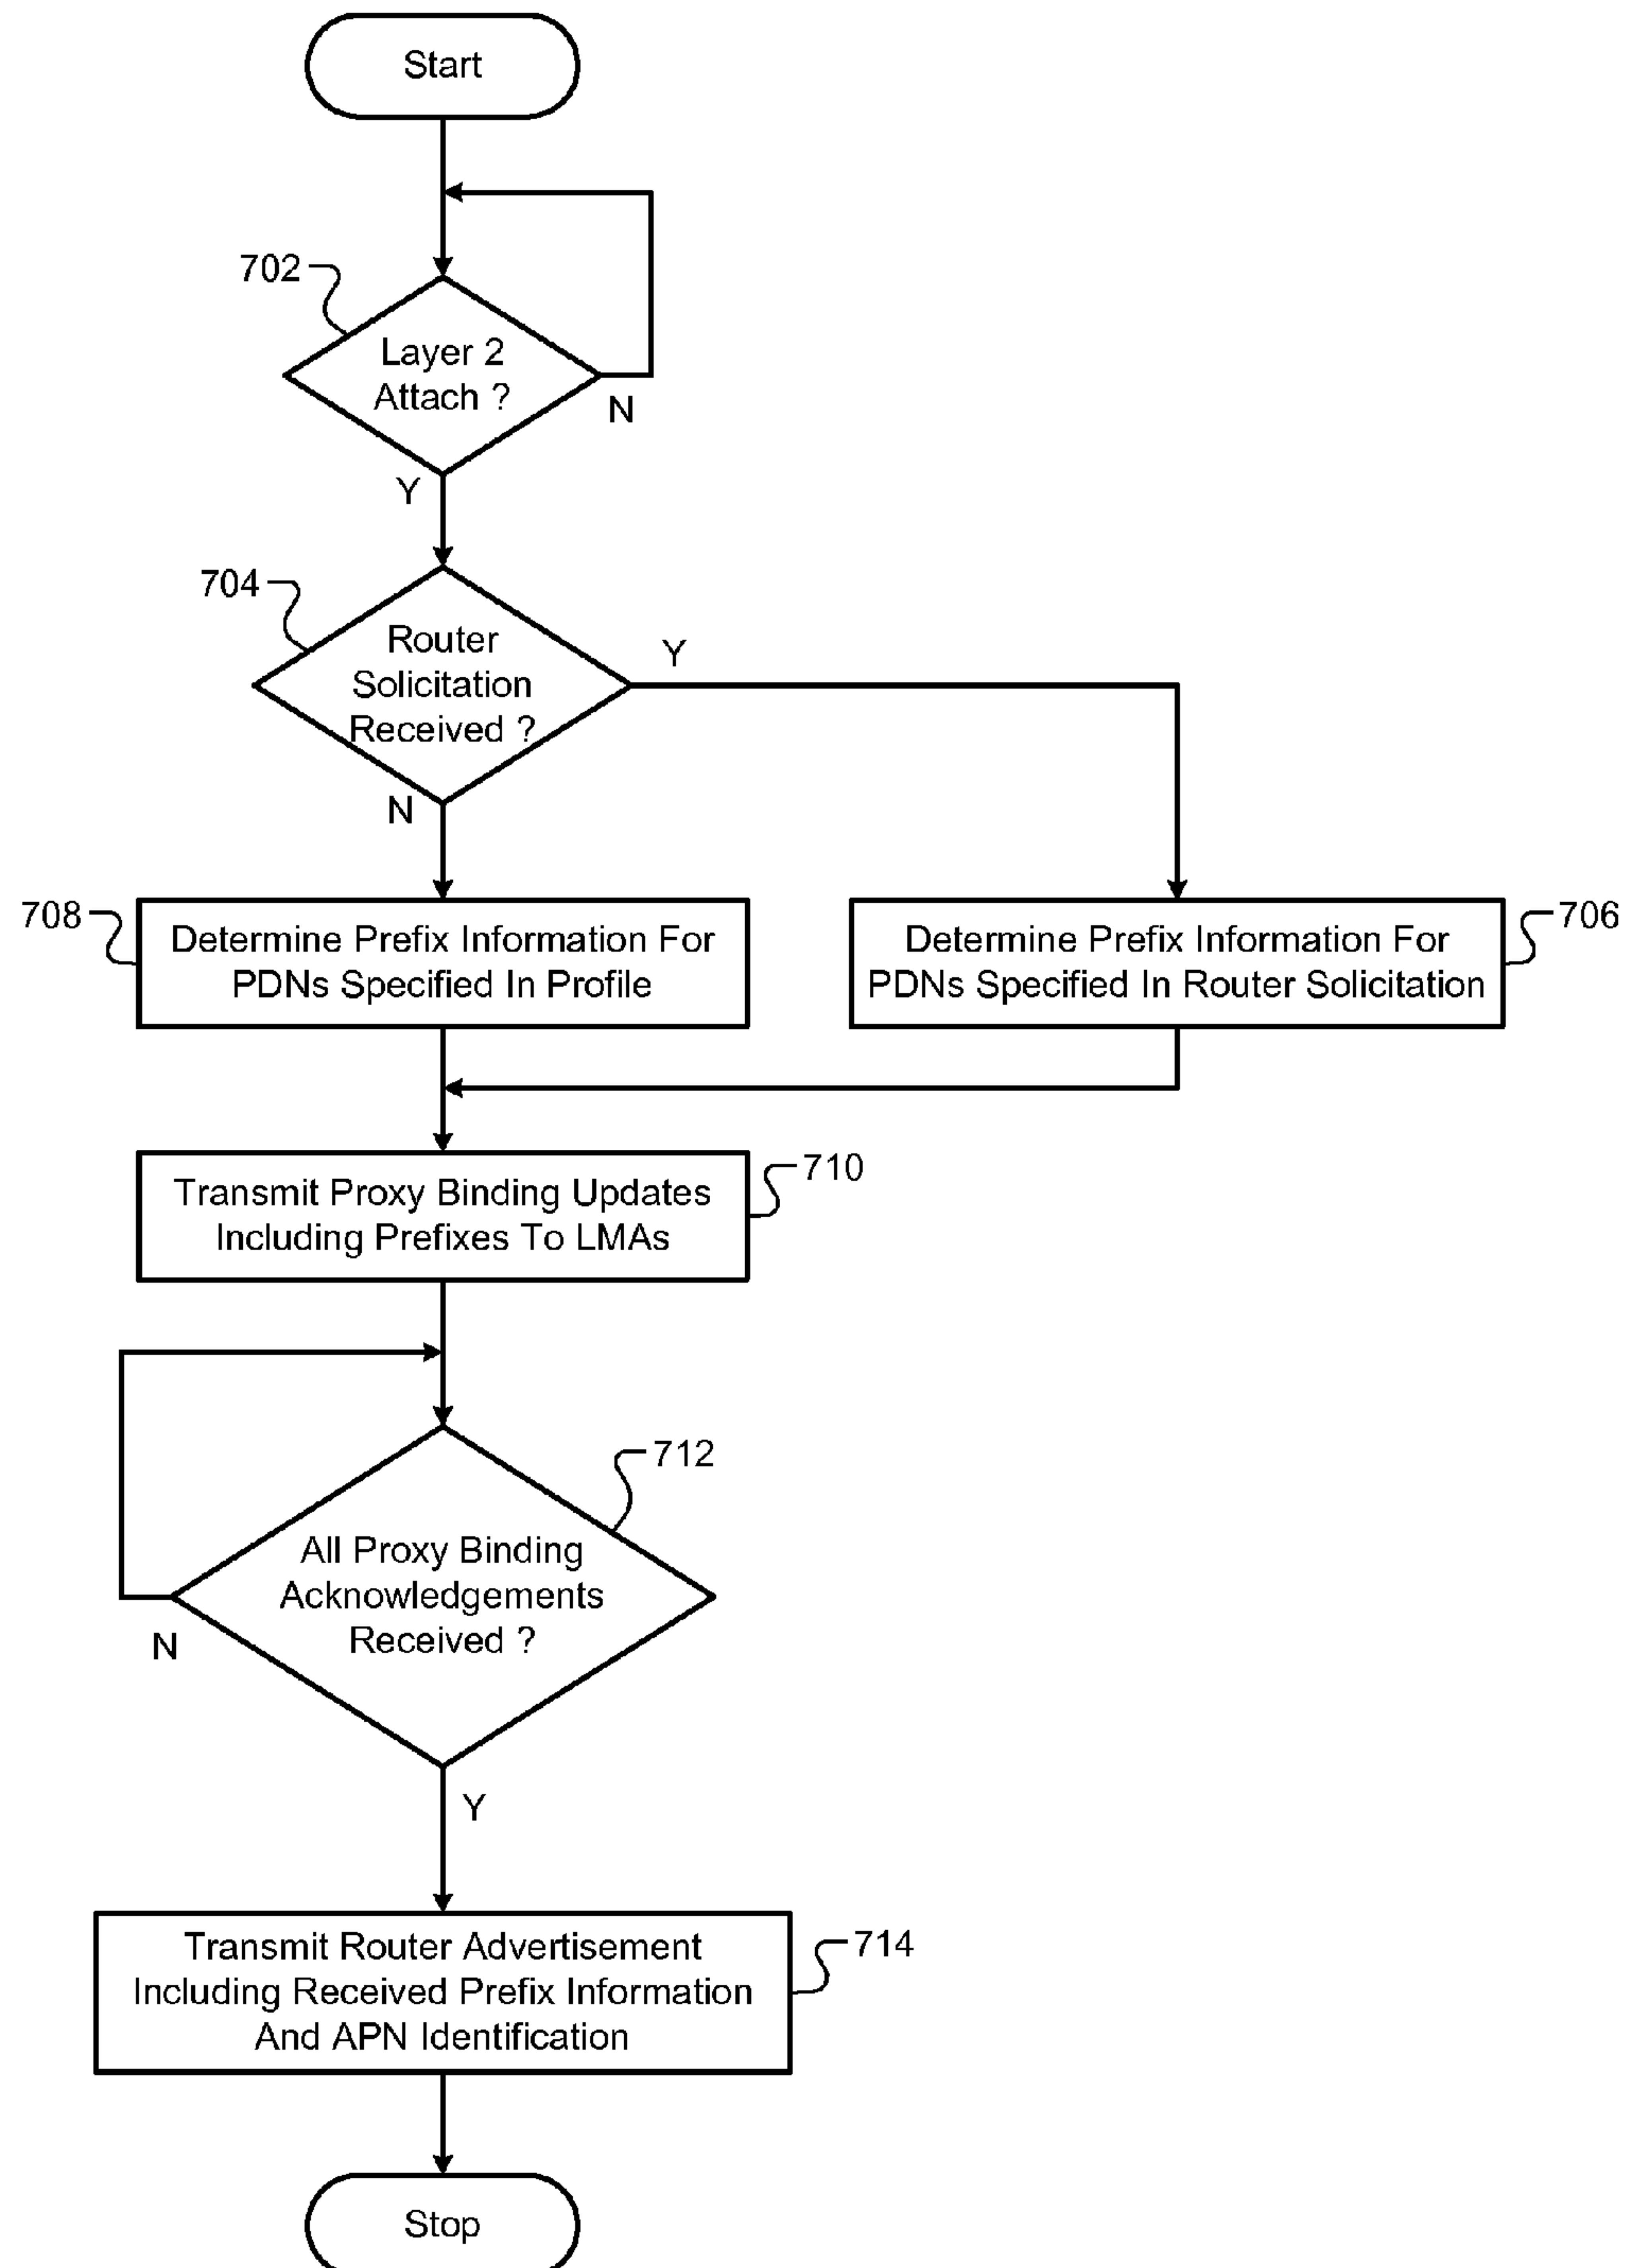 Start
702
Layer 2
Attach ?
N
Y
704
Router
Solicitation
Received ?
Y
N
708
Determine Prefix Information For
PDNs Specified In Profile
Determine Prefix Information For
PDNs Specified In Router Solicitation
706
Transmit Proxy Binding Updates
Including Prefixes To LMAs
710
712
All Proxy Binding
Acknowledgements
Received ?
N
Y
Transmit Router Advertisement
Including Received Prefix Information
And APN Identification
714
Stop